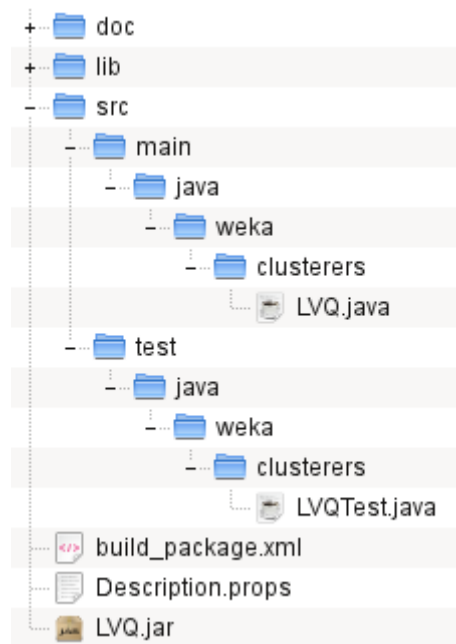 doc
lib
src
main
java
weka
clusterers
LVQ.java
test
java
weka
clusterers
LVQTest.java
build_package.xml
Description.props
LVQ.jar